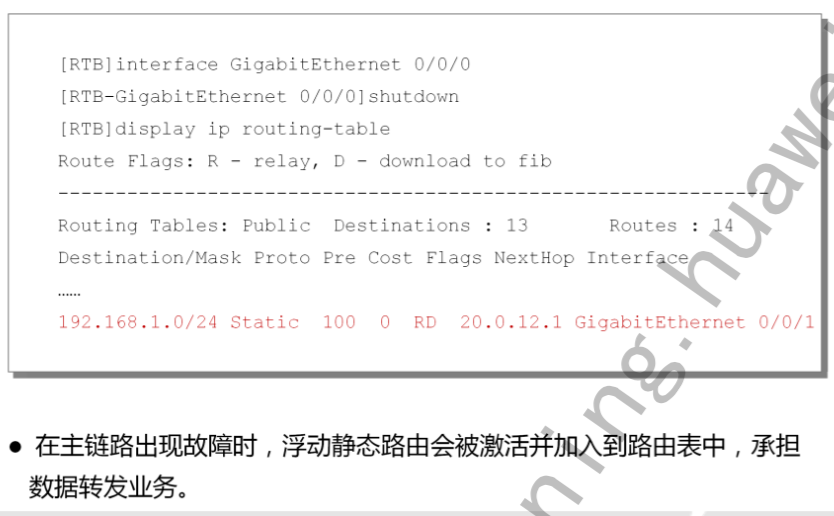 [RTB]interface GigabitEthernet 0/0/0
[RTB-GigabitEthernet 0/0/0]shutdown
[RTB]display ip routing-table
Route Flags: R - relay, D - download to fib
----------------------------------------------------------------
Routing Tables: Public Destinations : 13 Routes : 14
Destination/Mask Proto Pre Cost Flags NextHop Interface
……
192.168.1.0/24 Static 100 0 RD 20.0.12.1 GigabitEthernet 0/0/1
● 在主链路出现故障时，浮动静态路由会被激活并加入到路由表中，承担
数据转发业务。
ning.huawe